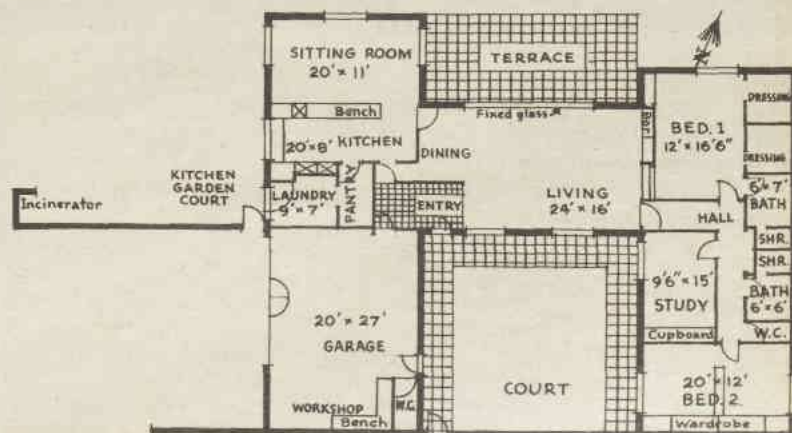 SITTING ROOM
20' × 11'
TERRACE
N
Bench
Fixed glass
Bar
BED. 1
12' × 16'6"
DRESSING
DRESSING
20' × 8' KITCHEN
DINING
KITCHEN
GARDEN
COURT
Incinerator
LAUNDRY
9' × 7'
PANTRY
ENTRY
LIVING
24' × 16'
6' × 7'
BATH
HALL
SHR.
SHR.
9'6" × 15'
STUDY
BATH
6' × 6'
Cupboard
W.C.
20' × 27'
GARAGE
COURT
20' × 12'
BED. 2
WORKSHOP
Bench
W.C.
Wardrobe